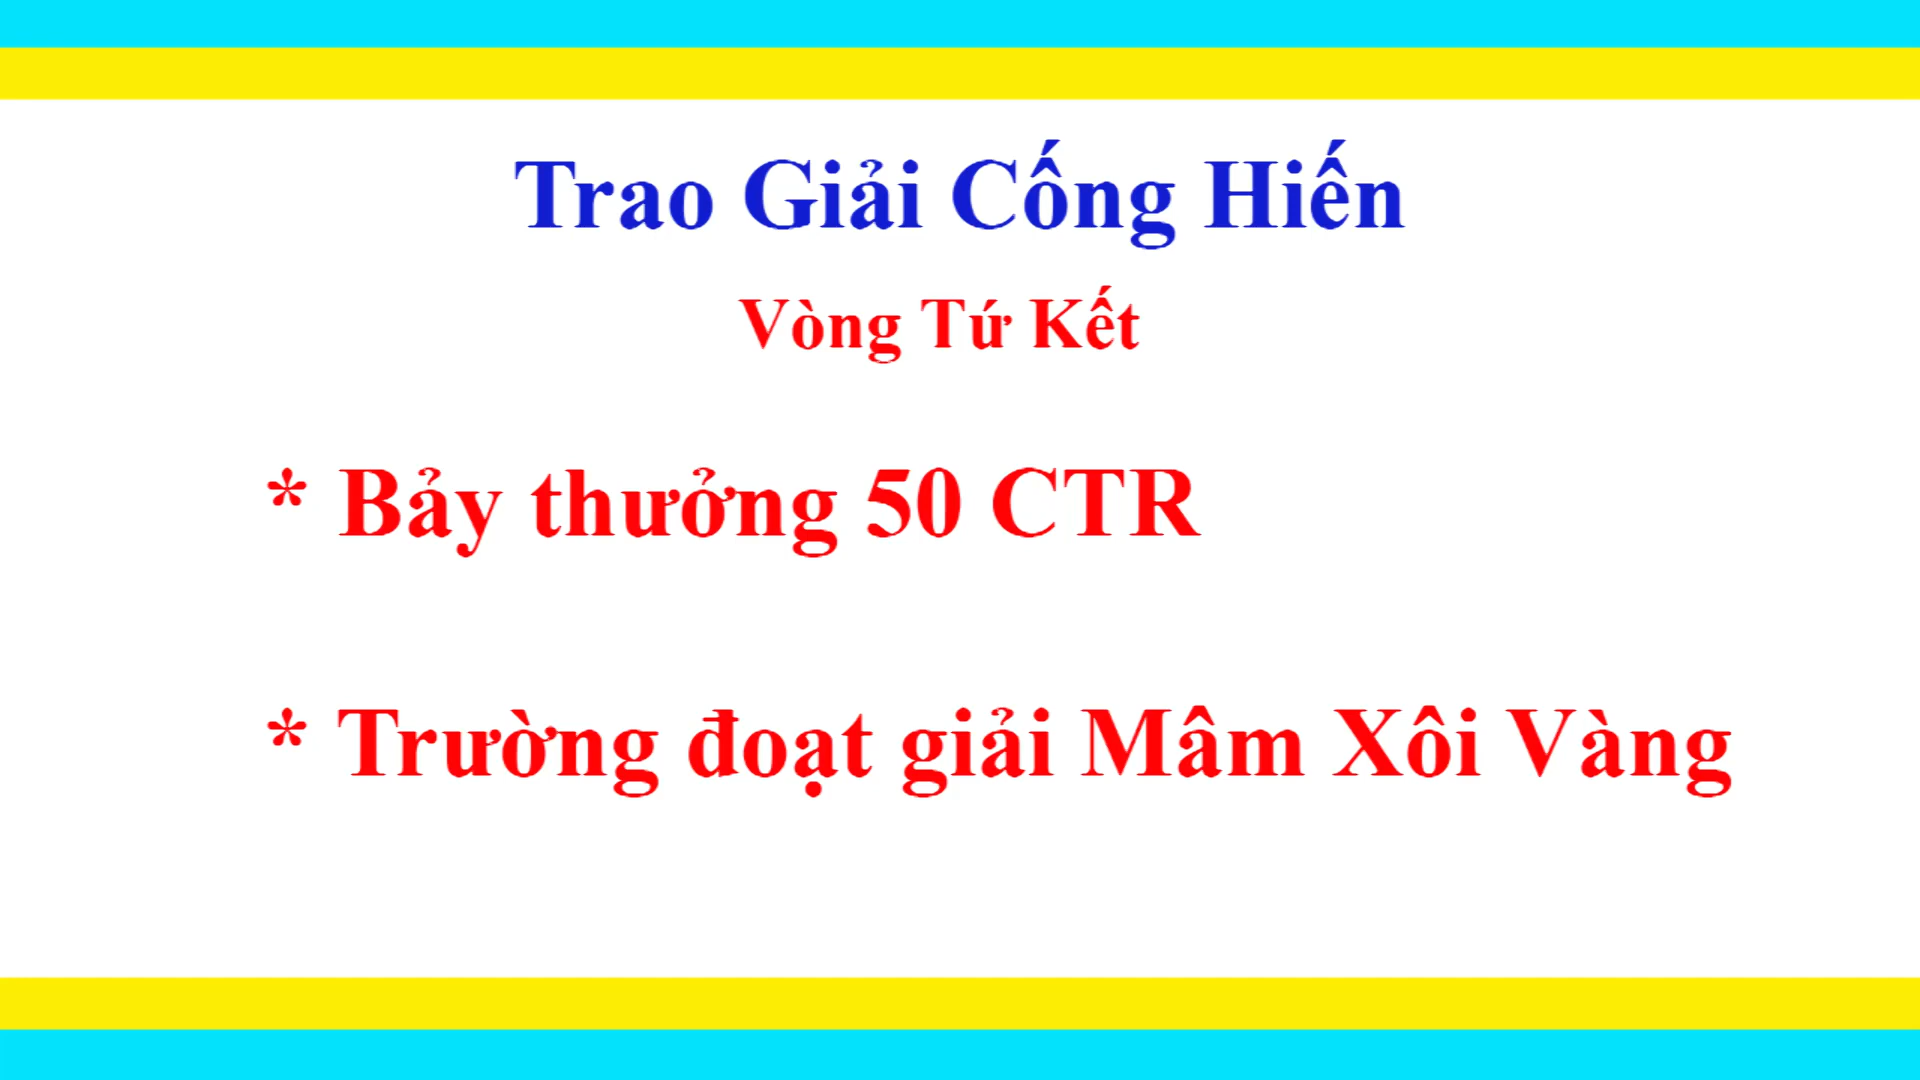 Trao Giải Cống Hiến
Vòng Tứ Kết
* Bảy thưởng 50 CTR
* Trường đoạt giải Mâm Xôi Vàng